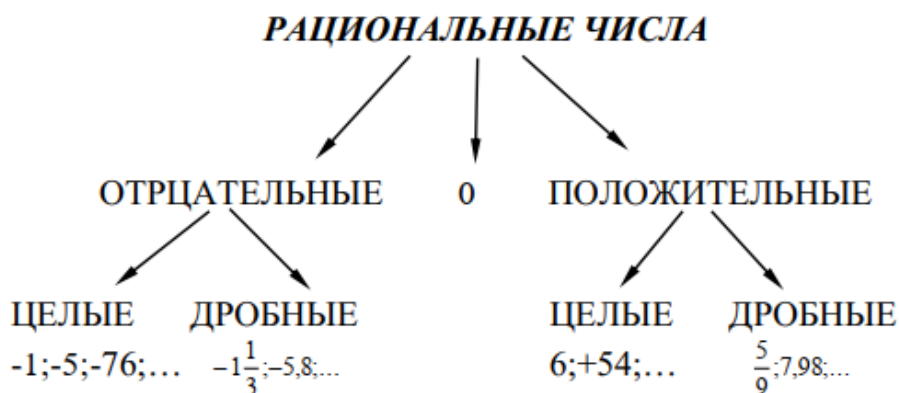 РАЦИОНАЛЬНЫЕ ЧИСЛА
ОТРЦАТЕЛЬНЫЕ 0 ПОЛОЖИТЕЛЬНЫЕ
ЦЕЛЫЕ ДРОБНЫЕ ЦЕЛЫЕ ДРОБНЫЕ
-1;-5;-76;… −1 1/3;−5,8;… 6;+54;… 5/9;7,98;…